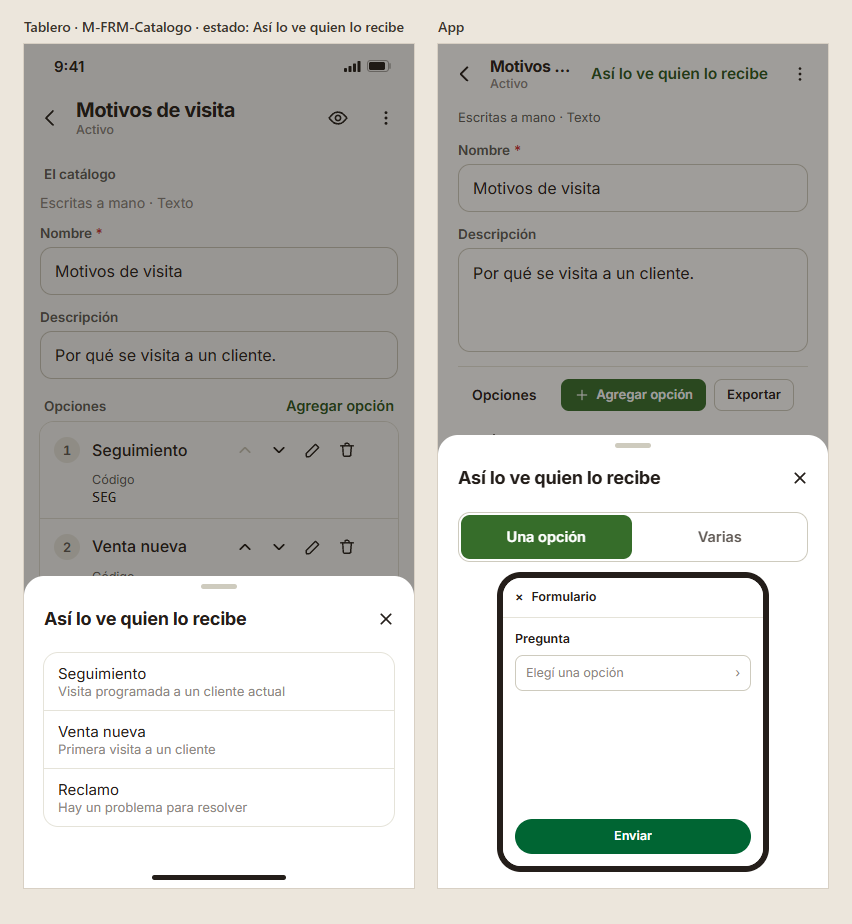 Tablero · M-FRM-Catalogo · estado: Así lo ve quien lo recibe
9:41
Motivos de visita
Activo
El catálogo
Escritas a mano · Texto
Nombre *
Motivos de visita
Descripción
Por qué se visita a un cliente.
Opciones
Agregar opción
1
Seguimiento
Código
SEG
2
Venta nueva
Código
Así lo ve quien lo recibe
Seguimiento
Visita programada a un cliente actual
Venta nueva
Primera visita a un cliente
Reclamo
Hay un problema para resolver
App
Motivos ...
Activo
Así lo ve quien lo recibe
Escritas a mano · Texto
Nombre *
Motivos de visita
Descripción
Por qué se visita a un cliente.
Opciones
+ Agregar opción
Exportar
Así lo ve quien lo recibe
Una opción
Varias
× Formulario
Pregunta
Elegí una opción
Enviar